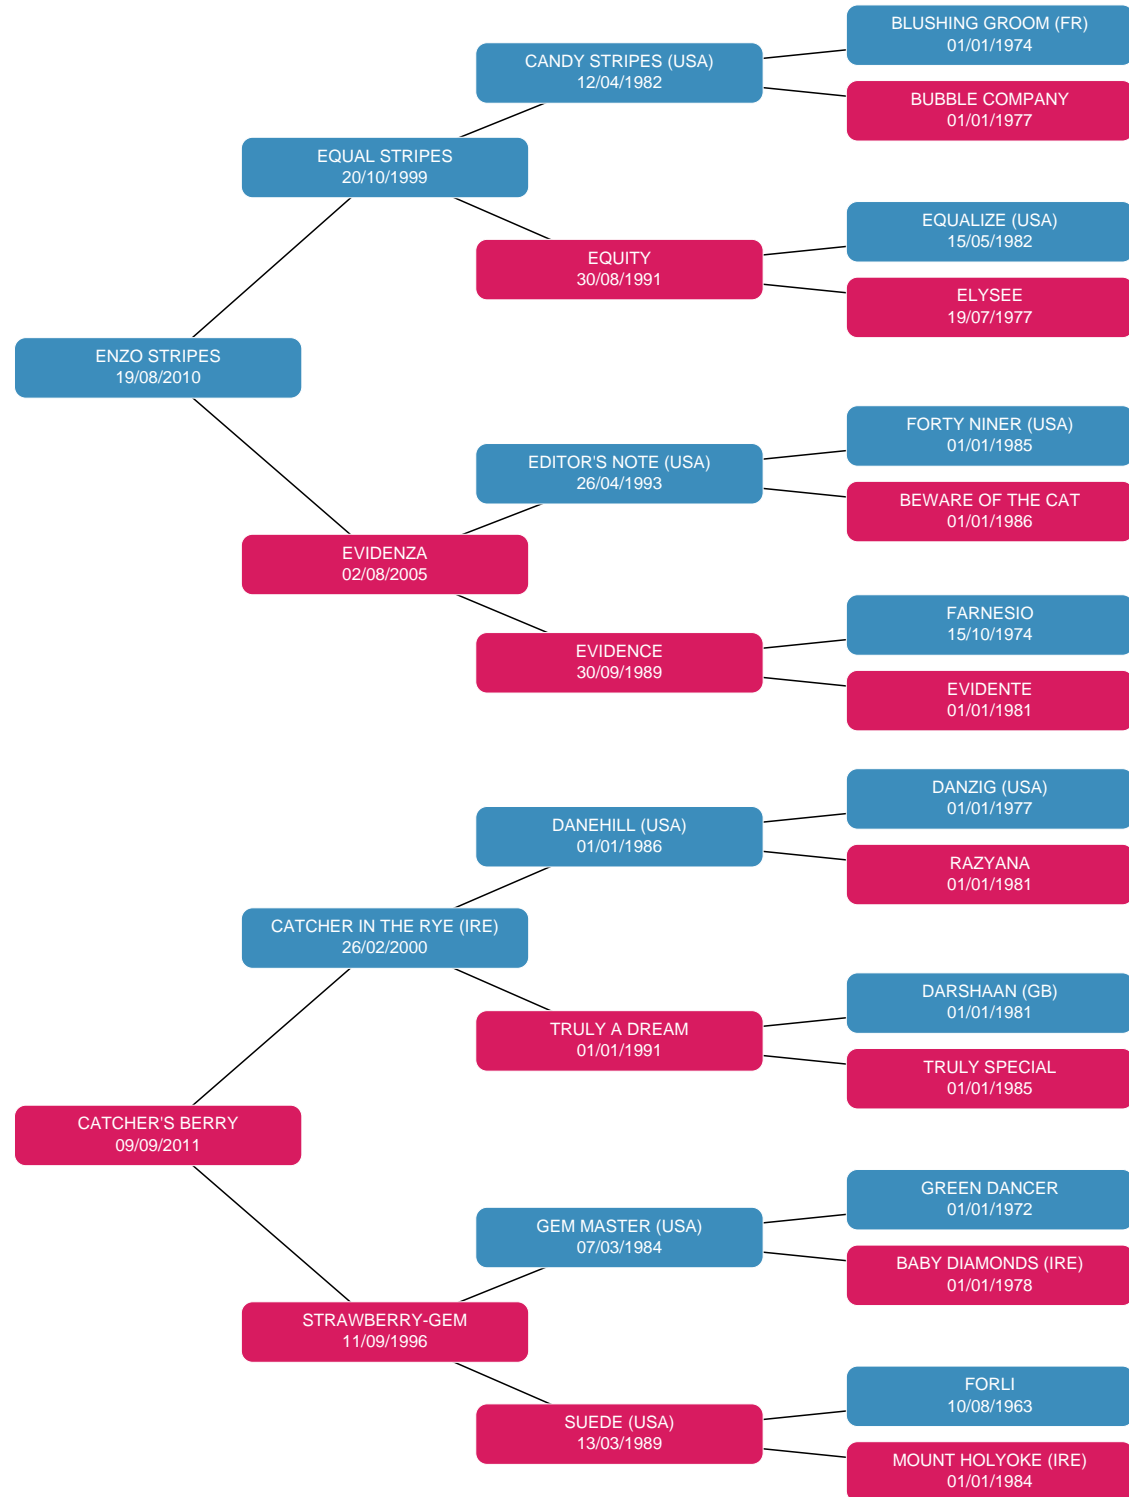 BLUSHING GROOM (FR)
01/01/1974
CANDY STRIPES (USA)
12/04/1982
BUBBLE COMPANY
01/01/1977
EQUAL STRIPES
20/10/1999
EQUALIZE (USA)
15/05/1982
EQUITY
30/08/1991
ELYSEE
19/07/1977
ENZO STRIPES
19/08/2010
FORTY NINER (USA)
01/01/1985
EDITOR'S NOTE (USA)
26/04/1993
BEWARE OF THE CAT
01/01/1986
EVIDENZA
02/08/2005
FARNESIO
15/10/1974
EVIDENCE
30/09/1989
EVIDENTE
01/01/1981
DANZIG (USA)
01/01/1977
DANEHILL (USA)
01/01/1986
RAZYANA
01/01/1981
CATCHER IN THE RYE (IRE)
26/02/2000
DARSHAAN (GB)
01/01/1981
TRULY A DREAM
01/01/1991
TRULY SPECIAL
01/01/1985
CATCHER'S BERRY
09/09/2011
GREEN DANCER
01/01/1972
GEM MASTER (USA)
07/03/1984
BABY DIAMONDS (IRE)
01/01/1978
STRAWBERRY-GEM
11/09/1996
FORLI
10/08/1963
SUEDE (USA)
13/03/1989
MOUNT HOLYOKE (IRE)
01/01/1984